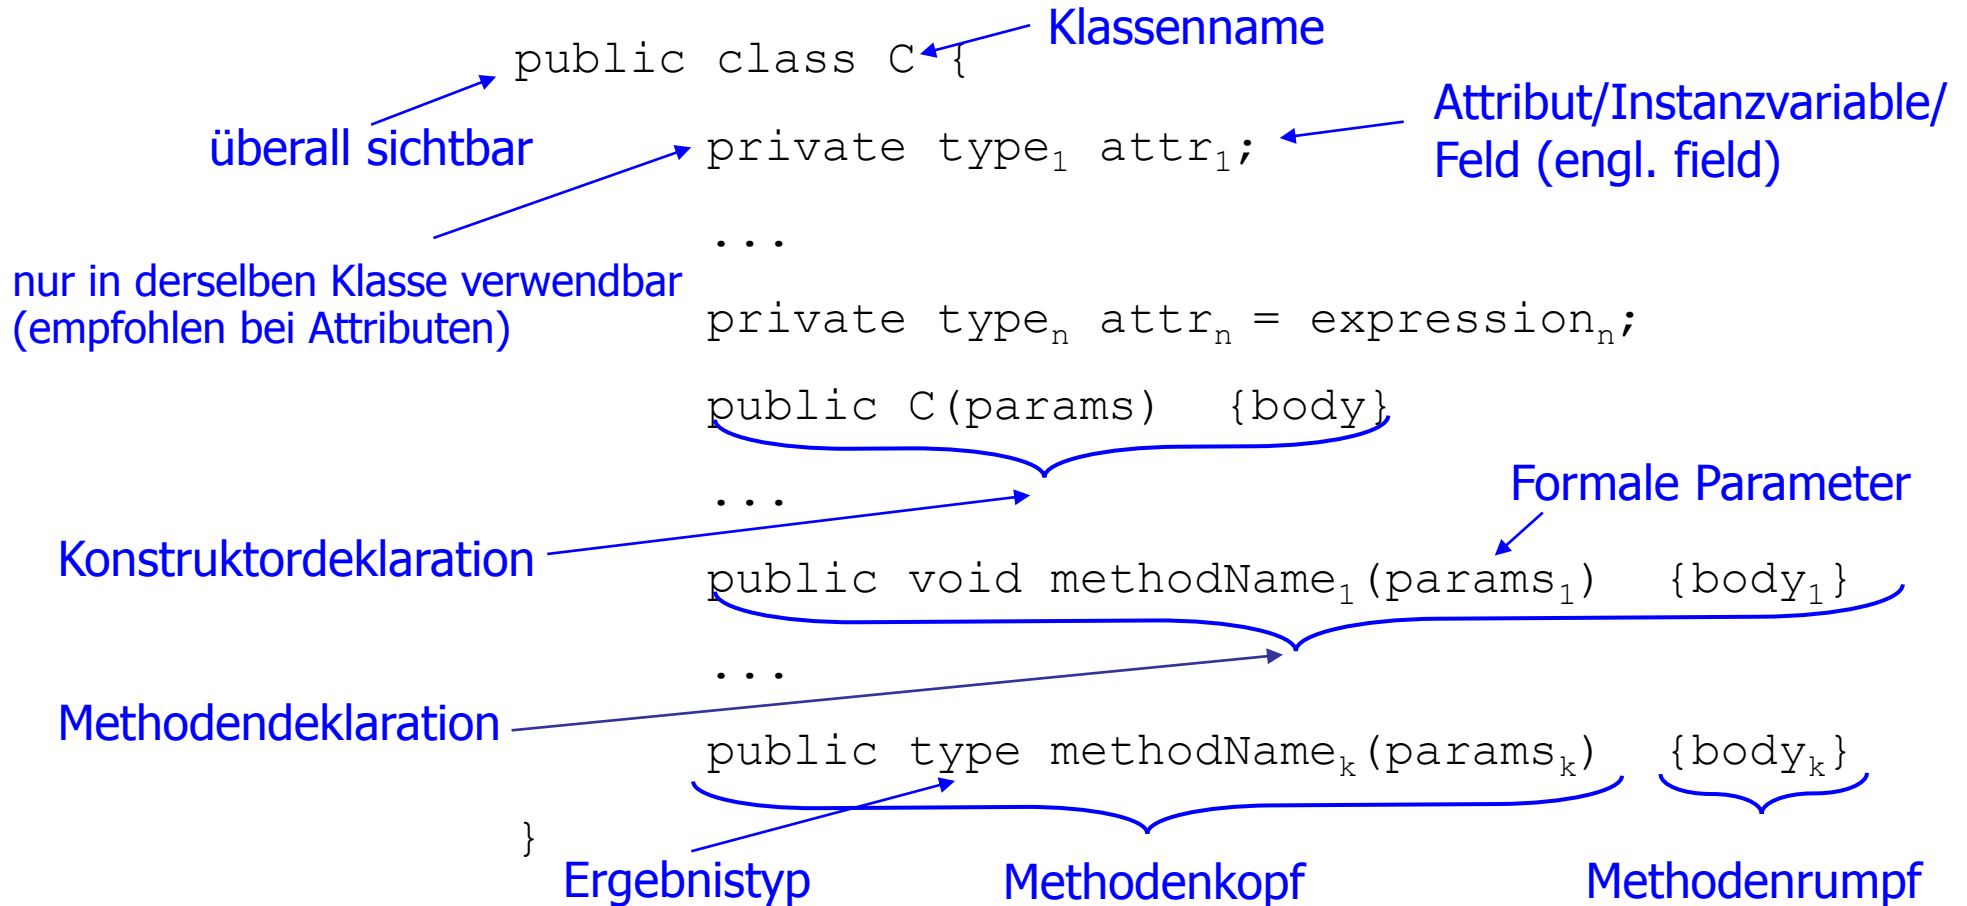 Klassenname
public class C {
Attribut/Instanzvariable/
Feld (engl. field)
überall sichtbar
private type₁ attr₁;
...
nur in derselben Klasse verwendbar
(empfohlen bei Attributen)
private typeₙ attrₙ = expressionₙ;
public C(params) {body}
...
Formale Parameter
Konstruktordeklaration
public void methodName₁(params₁) {body₁}
...
Methodendeklaration
public type methodNameₖ(paramsₖ) {bodyₖ}
}
Ergebnistyp
Methodenkopf
Methodenrumpf